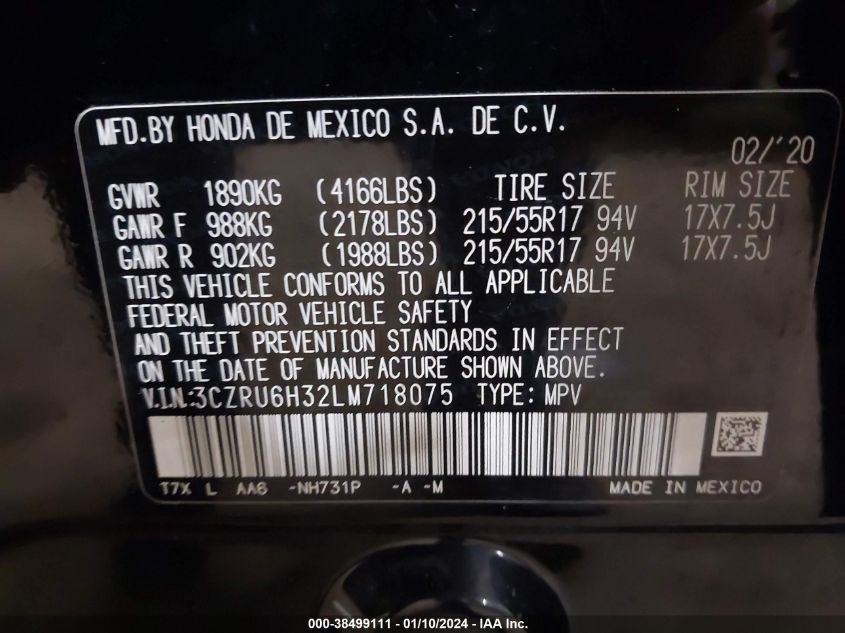 MFD.BY HONDA DE MEXICO S.A. DE C.V.
02/'20
GVWR 1890KG (4166LBS) TIRE SIZE RIM SIZE
GAWR F 988KG (2178LBS) 215/55R17 94V 17X7.5J
GAWR R 902KG (1988LBS) 215/55R17 94V 17X7.5J
THIS VEHICLE CONFORMS TO ALL APPLICABLE
FEDERAL MOTOR VEHICLE SAFETY
AND THEFT PREVENTION STANDARDS IN EFFECT
ON THE DATE OF MANUFACTURE SHOWN ABOVE.
V.I.N.:3CZRU6H32LM718075 TYPE: MPV
T7X L AA6 -NH731P -A -M MADE IN MEXICO
000-38499111 - 01/10/2024 - IAA Inc.